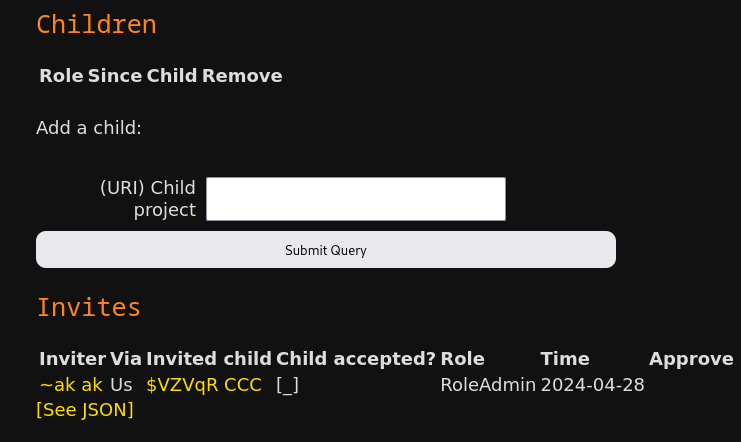 Children
Role Since Child Remove
Add a child:
(URI) Child
project
Submit Query
Invites
Inviter Via Invited child Child accepted? Role Time Approve
~ak ak Us $VZVqR CCC [_] RoleAdmin 2024-04-28
[See JSON]